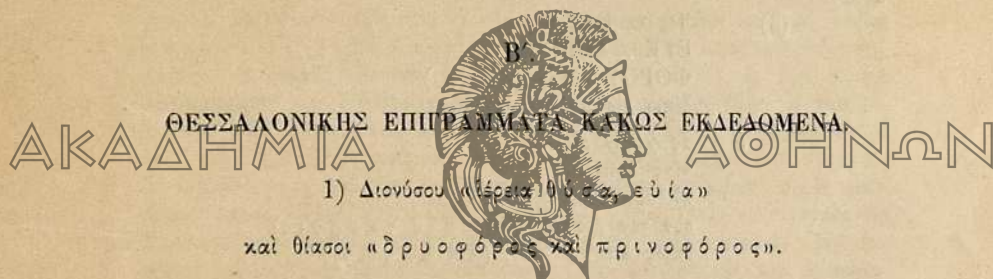 Β′.
ΘΕΣΣΑΛΟΝΙΚΗΣ ΕΠΙΓΡΑΜΜΑΤΑ ΚΑΚΩΣ ΕΚΔΕΔΟΜΕΝΑ.
ΑΚΑΔΗΜΙΑ ΑΘΗΝΩΝ
1) Διονύσου «ἱέρεια θύσα, εὐία»
καὶ θίασοι «δρυοφόρος καὶ πρινοφόρος».